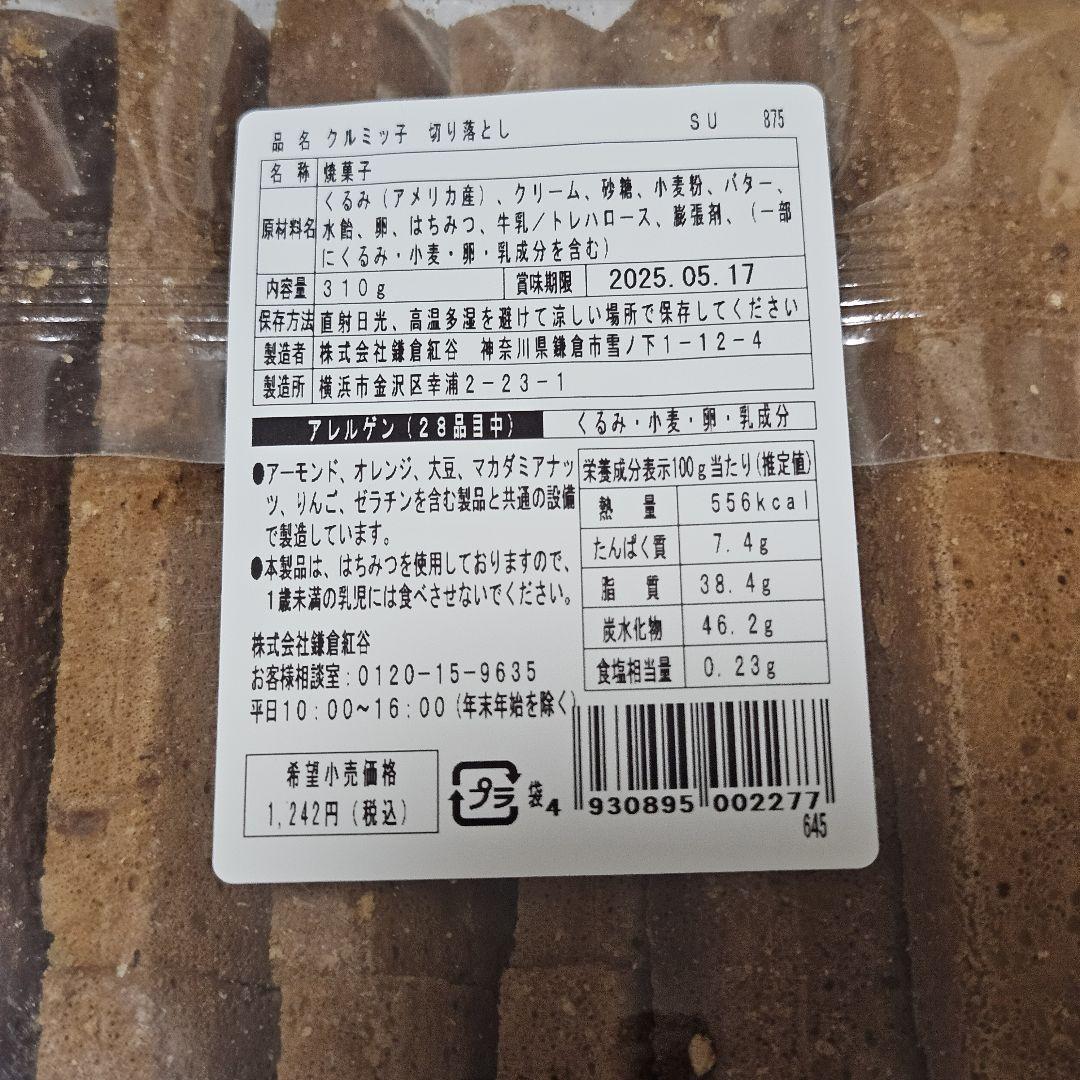 品名 クルミッ子 切り落とし SU 875
名称 焼菓子
原材料名 くるみ（アメリカ産）、クリーム、砂糖、小麦粉、バター、
水飴、卵、はちみつ、牛乳／トレハロース、膨張剤、（一部
にくるみ・小麦・卵・乳成分を含む）
内容量 310g 賞味期限 2025.05.17
保存方法 直射日光、高温多湿を避けて涼しい場所で保存してください
製造者 株式会社鎌倉紅谷 神奈川県鎌倉市雪ノ下1-12-4
製造所 横浜市金沢区幸浦2-23-1
アレルゲン（28品目中） くるみ・小麦・卵・乳成分
●アーモンド、オレンジ、大豆、マカダミアナッ
ツ、りんご、ゼラチンを含む製品と共通の設備
で製造しています。
●本製品は、はちみつを使用しておりますので、
1歳未満の乳児には食べさせないでください。
株式会社鎌倉紅谷
お客様相談室:0120-15-9635
平日10:00～16:00（年末年始を除く）
栄養成分表示100g当たり（推定値）
熱量 556kcal
たんぱく質 7.4g
脂質 38.4g
炭水化物 46.2g
食塩相当量 0.23g
希望小売価格
1,242円（税込）
プラ 袋
4 930895 002277
645